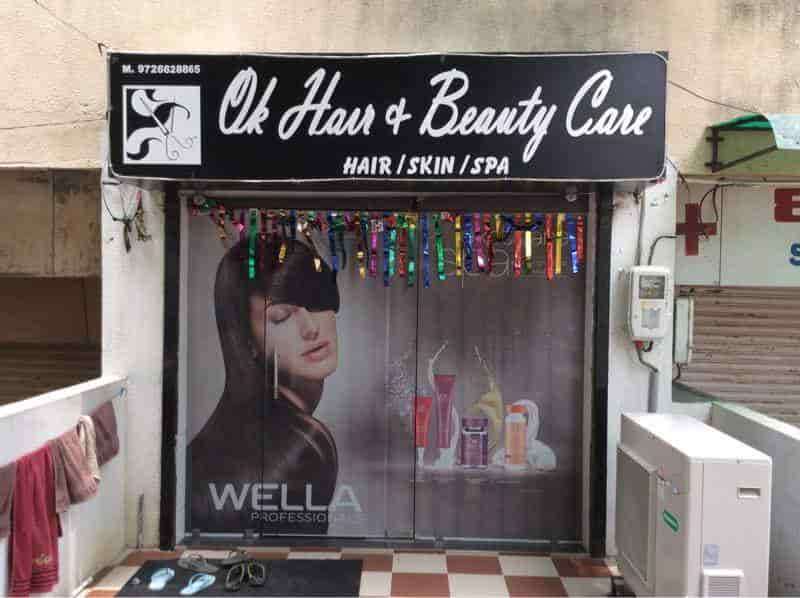 M. 9726628865
Ok Hair & Beauty Care
HAIR / SKIN / SPA
WELLA
PROFESSIONALS